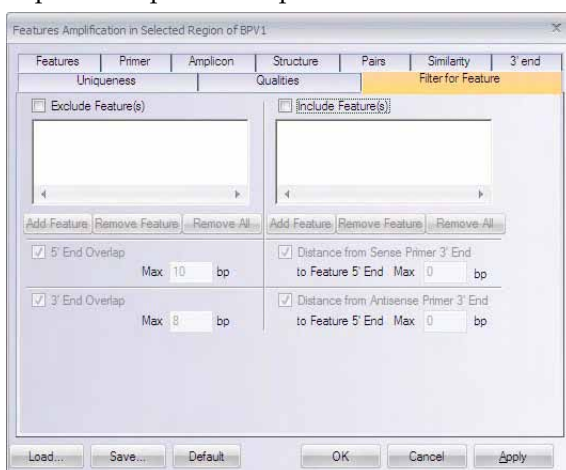 Features Amplification in Selected Region of BPV1
Features Primer Amplicon Structure Pairs Similarity 3' end
Uniqueness Qualities Filter for Feature
Exclude Feature(s) Include Feature(s)
Add Feature Remove Feature Remove All Add Feature Remove Feature Remove All
5' End Overlap Distance from Sense Primer 3' End
Max 10 bp to Feature 5' End Max 0 bp
3' End Overlap Distance from Antisense Primer 3' End
Max 8 bp to Feature 5' End Max 0 bp
Load... Save... Default OK Cancel Apply